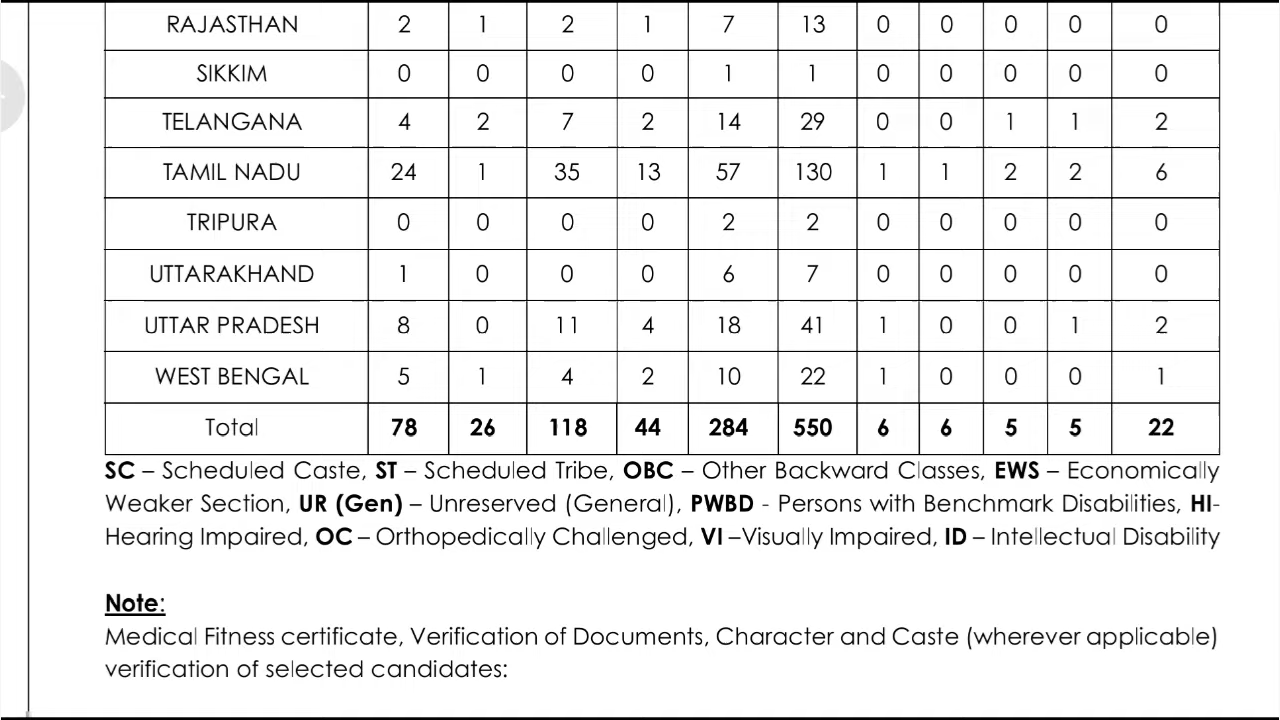 RAJASTHAN 2 1 2 1 7 13 0 0 0 0 0
SIKKIM 0 0 0 0 1 1 0 0 0 0 0
TELANGANA 4 2 7 2 14 29 0 0 1 1 2
TAMIL NADU 24 1 35 13 57 130 1 1 2 2 6
TRIPURA 0 0 0 0 2 2 0 0 0 0 0
UTTARAKHAND 1 0 0 0 6 7 0 0 0 0 0
UTTAR PRADESH 8 0 11 4 18 41 1 0 0 1 2
WEST BENGAL 5 1 4 2 10 22 1 0 0 0 1
Total 78 26 118 44 284 550 6 6 5 5 22
SC – Scheduled Caste, ST – Scheduled Tribe, OBC – Other Backward Classes, EWS – Economically
Weaker Section, UR (Gen) – Unreserved (General), PWBD - Persons with Benchmark Disabilities, HI-
Hearing Impaired, OC – Orthopedically Challenged, VI –Visually Impaired, ID – Intellectual Disability
Note:
Medical Fitness certificate, Verification of Documents, Character and Caste (wherever applicable)
verification of selected candidates: